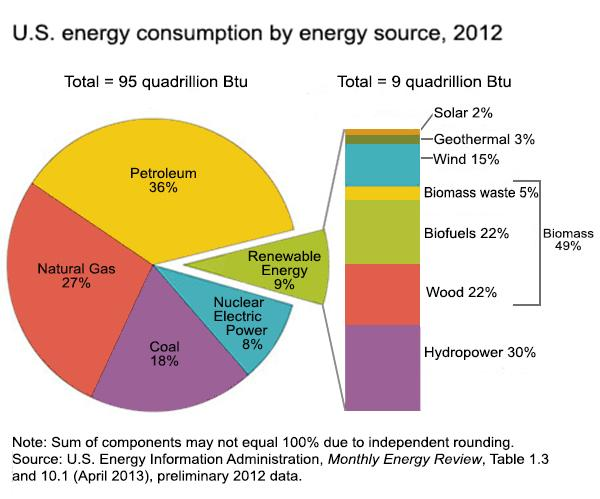 U.S. energy consumption by energy source, 2012
Total = 95 quadrillion Btu
Total = 9 quadrillion Btu
Petroleum
36%
Natural Gas
27%
Coal
18%
Nuclear
Electric
Power
8%
Renewable
Energy
9%
Solar 2%
Geothermal 3%
Wind 15%
Biomass waste 5%
Biofuels 22%
Wood 22%
Biomass
49%
Hydropower 30%
Note: Sum of components may not equal 100% due to independent rounding.
Source: U.S. Energy Information Administration, Monthly Energy Review, Table 1.3
and 10.1 (April 2013), preliminary 2012 data.